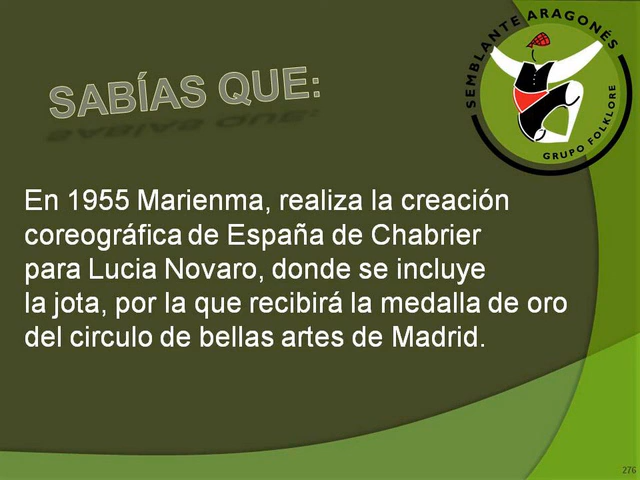 SEMBLANTE ARAGONÉS
GRUPO FOLKLORE
SABÍAS QUE:
En 1955 Marienma, realiza la creación
coreográfica de España de Chabrier
para Lucia Novaro, donde se incluye
la jota, por la que recibirá la medalla de oro
del circulo de bellas artes de Madrid.
276